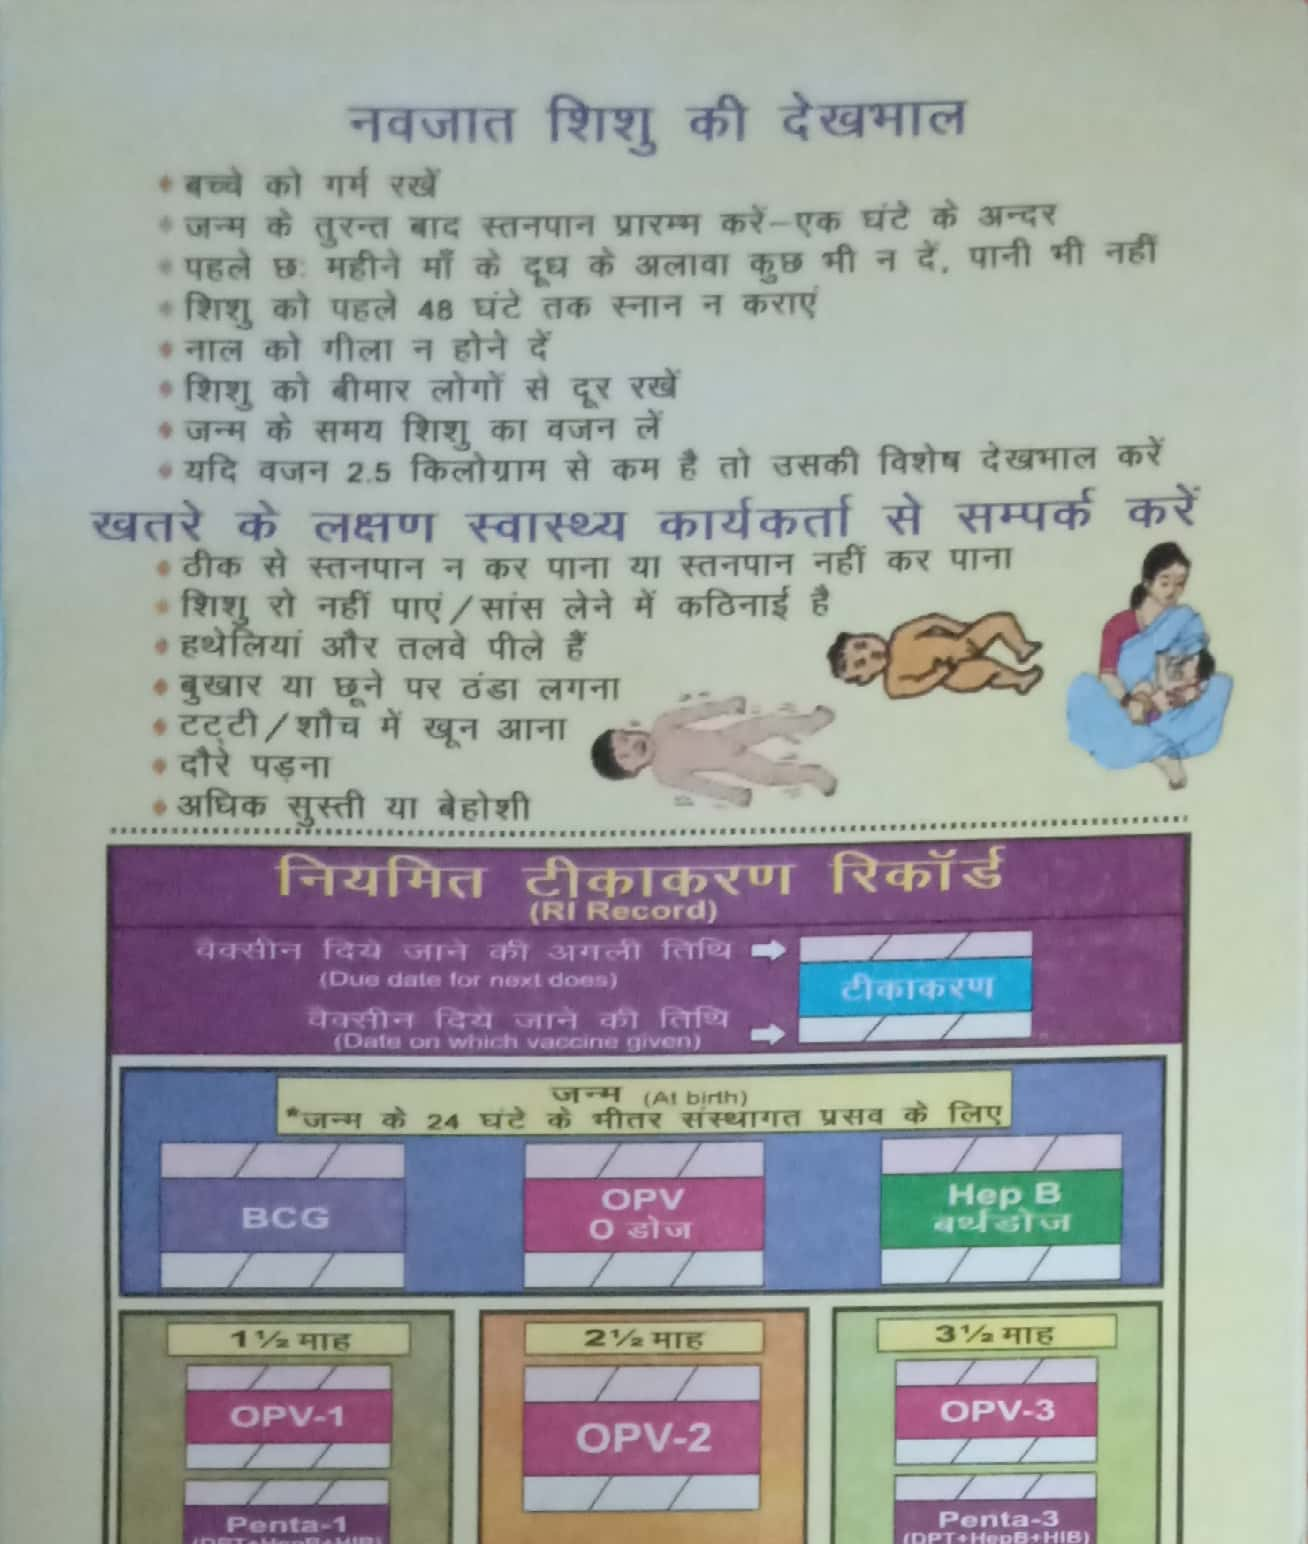 नवजात शिशु की देखभाल
बच्चे को गर्म रखें
जन्म के तुरन्त बाद स्तनपान प्रारम्भ करें-एक घंटे के अन्दर
पहले छः महीने माँ के दूध के अलावा कुछ भी न दें, पानी भी नहीं
शिशु को पहले 48 घंटे तक स्नान न कराएं
नाल को गीला न होने दें
शिशु को बीमार लोगों से दूर रखें
जन्म के समय शिशु का वजन लें
यदि वजन 2.5 किलोग्राम से कम है तो उसकी विशेष देखभाल करें
खतरे के लक्षण स्वास्थ्य कार्यकर्ता से सम्पर्क करें
ठीक से स्तनपान न कर पाना या स्तनपान नहीं कर पाना
शिशु रो नहीं पाएं/सांस लेने में कठिनाई है
हथेलियां और तलवे पीले हैं
बुखार या छूने पर ठंडा लगना
टट्टी/शौच में खून आना
दौरे पड़ना
अधिक सुस्ती या बेहोशी
नियमित टीकाकरण रिकॉर्ड
(RI Record)
वैक्सीन दिये जाने की अगली तिथि
(Due date for next does)
टीकाकरण
वैक्सीन दिये जाने की तिथि
(Date on which vaccine given)
जन्म (At birth)
*जन्म के 24 घंटे के भीतर संस्थागत प्रसव के लिए
BCG
OPV
0 डोज
Hep B
बर्थडोज
1½ माह
2½ माह
3½ माह
OPV-1
OPV-2
OPV-3
Penta-1
(DPT+HepB+HIB)
Penta-3
(DPT+HepB+HIB)